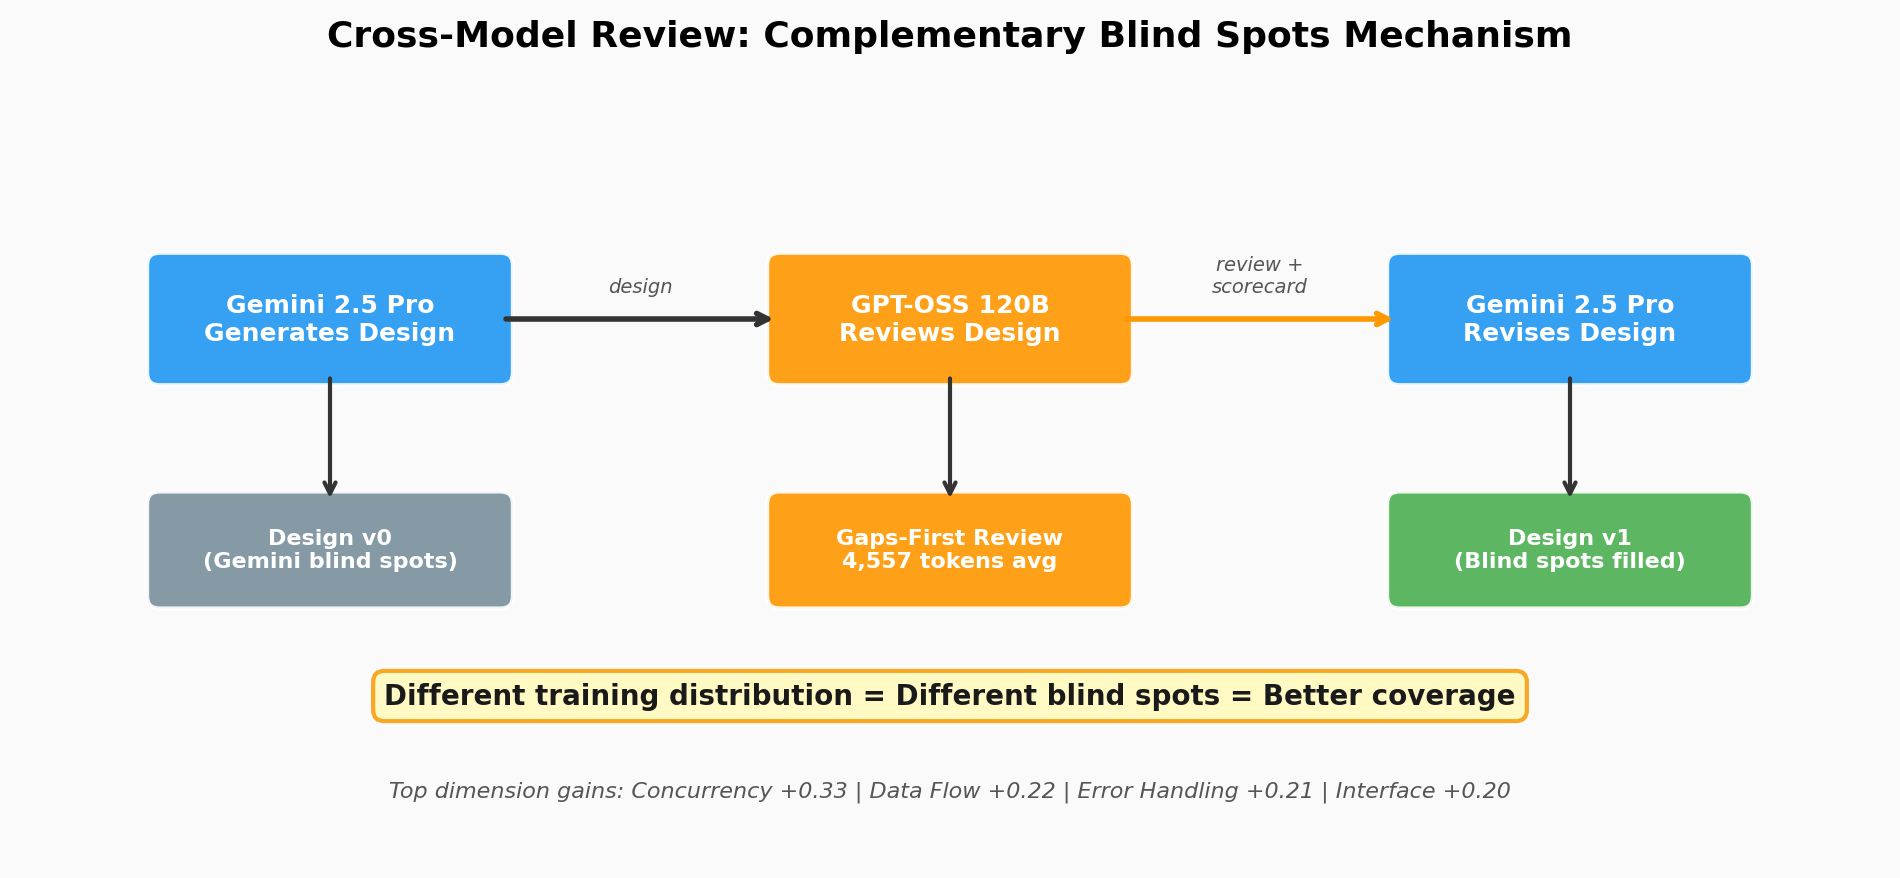 Cross-Model Review: Complementary Blind Spots Mechanism
Gemini 2.5 Pro
Generates Design
design
GPT-OSS 120B
Reviews Design
review +
scorecard
Gemini 2.5 Pro
Revises Design
Design v0
(Gemini blind spots)
Gaps-First Review
4,557 tokens avg
Design v1
(Blind spots filled)
Different training distribution = Different blind spots = Better coverage
Top dimension gains: Concurrency +0.33 | Data Flow +0.22 | Error Handling +0.21 | Interface +0.20